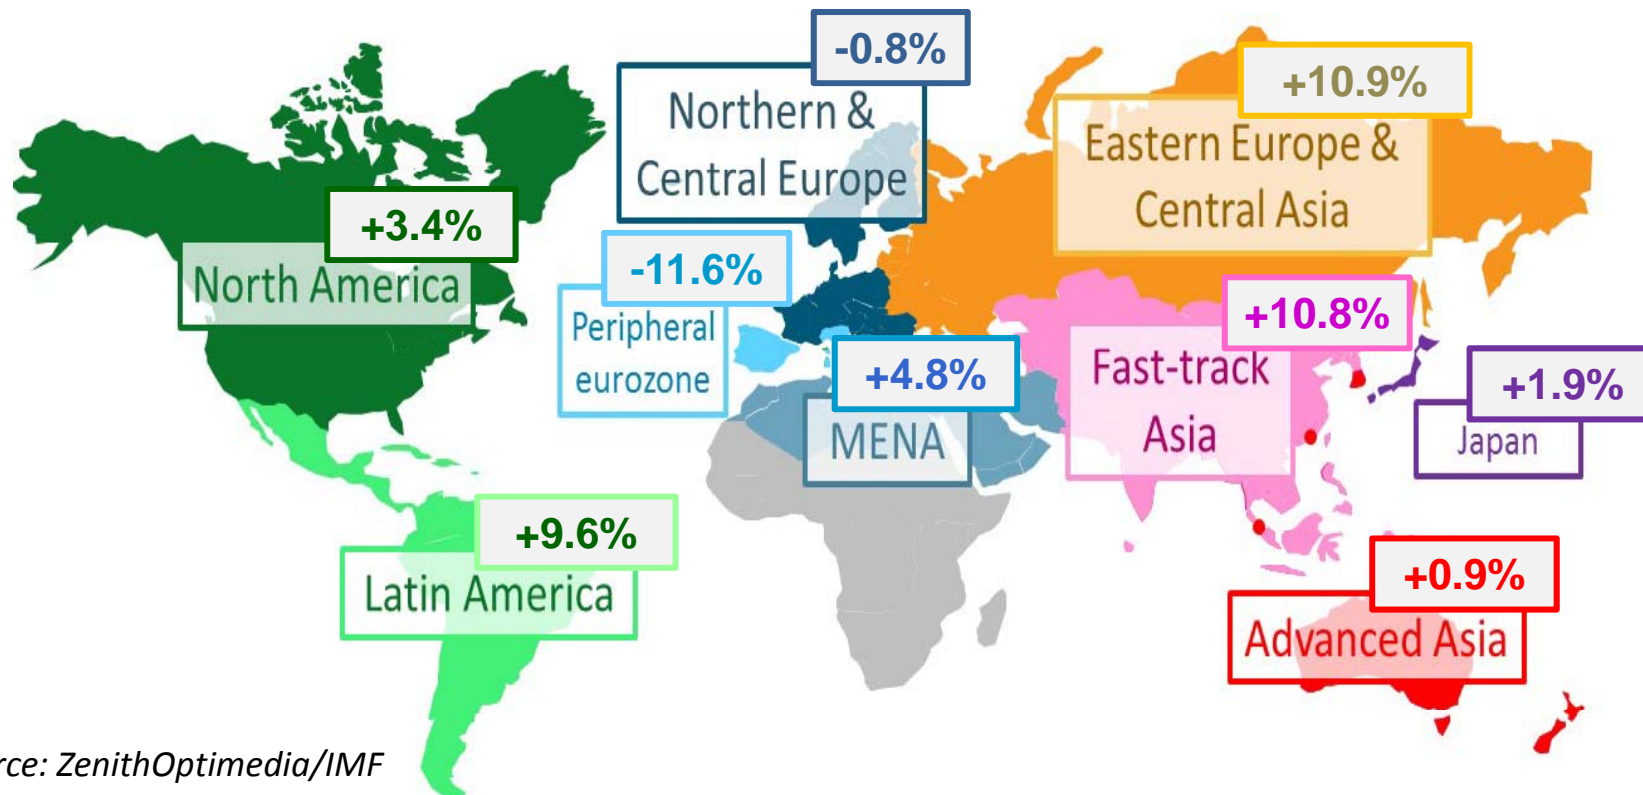 -0.8%
Northern &
Central Europe
+10.9%
Eastern Europe &
Central Asia
+3.4%
North America
-11.6%
Peripheral
eurozone
+4.8%
MENA
+10.8%
Fast-track
Asia
+1.9%
Japan
+9.6%
Latin America
+0.9%
Advanced Asia
rce: ZenithOptimedia/IMF